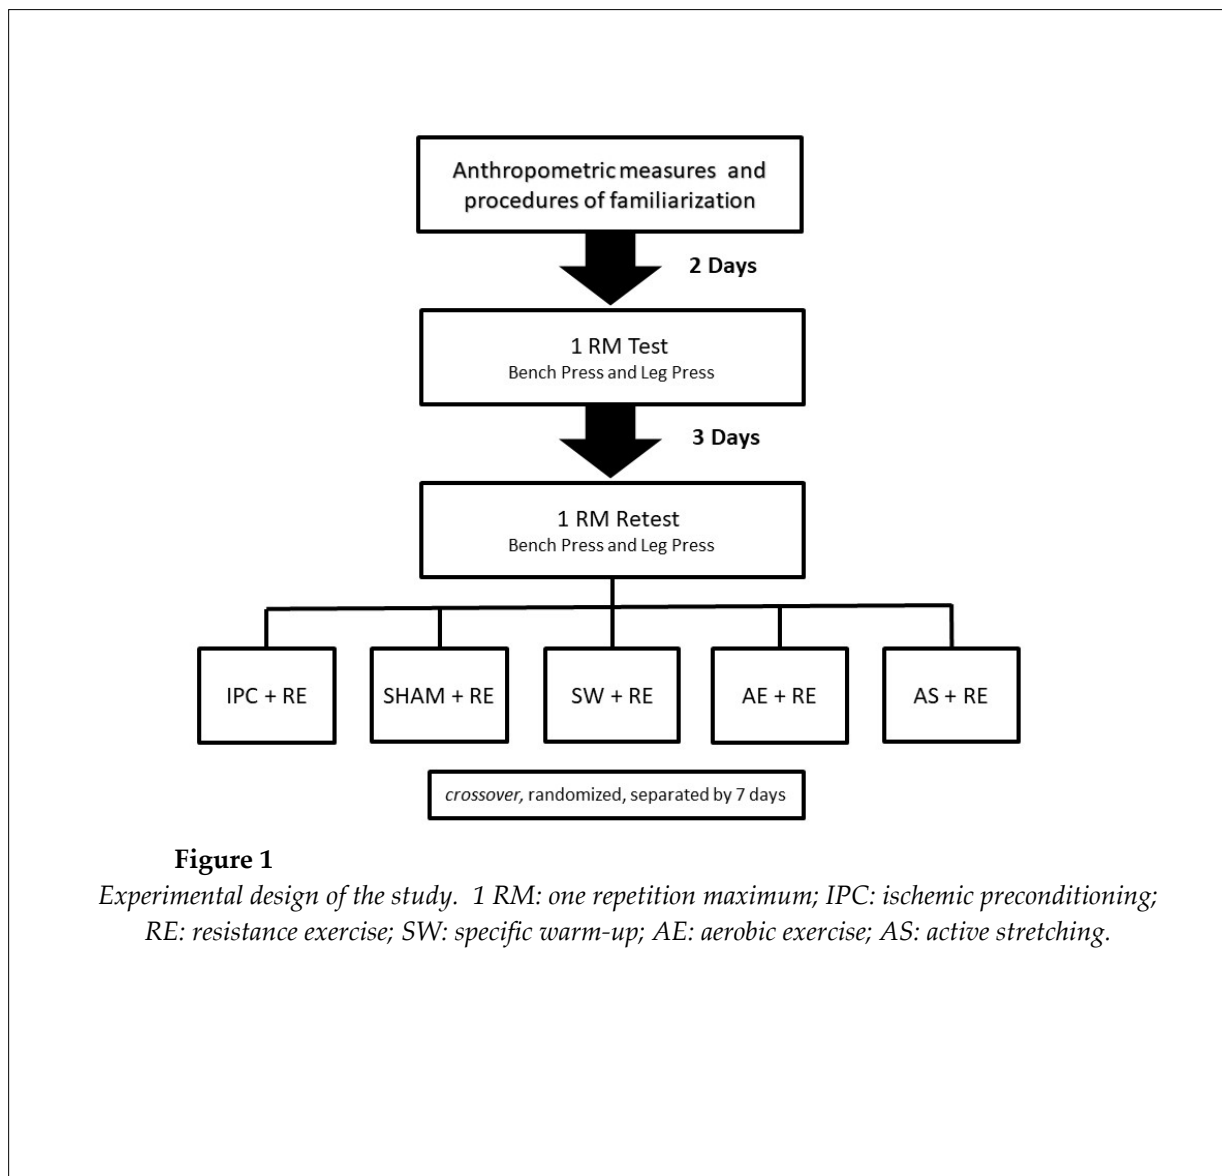 Anthropometric measures and
procedures of familiarization
2 Days
1 RM Test
Bench Press and Leg Press
3 Days
1 RM Retest
Bench Press and Leg Press
IPC + RE
SHAM + RE
SW + RE
AE + RE
AS + RE
crossover, randomized, separated by 7 days
Figure 1
Experimental design of the study. 1 RM: one repetition maximum; IPC: ischemic preconditioning;
RE: resistance exercise; SW: specific warm-up; AE: aerobic exercise; AS: active stretching.